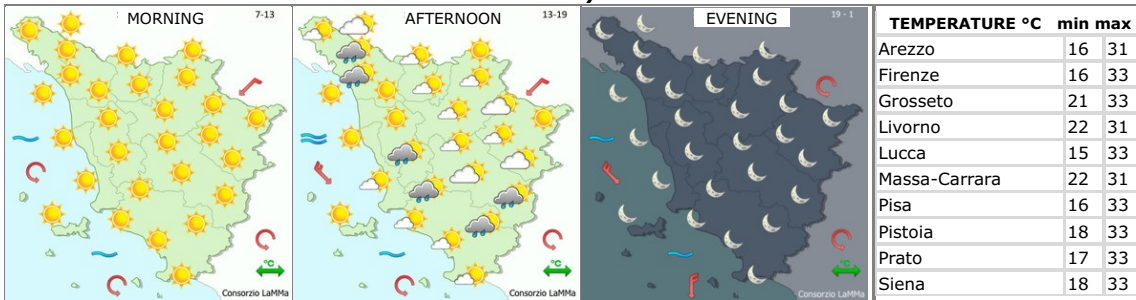 MORNING
7-13
°C
Consorzio LaMMa
AFTERNOON
13-19
°C
Consorzio LaMMa
EVENING
19 - 1
°C
Consorzio LaMMa
TEMPERATURE °C min max
Arezzo 16 31
Firenze 16 33
Grosseto 21 33
Livorno 22 31
Lucca 15 33
Massa-Carrara 22 31
Pisa 16 33
Pistoia 18 33
Prato 17 33
Siena 18 33